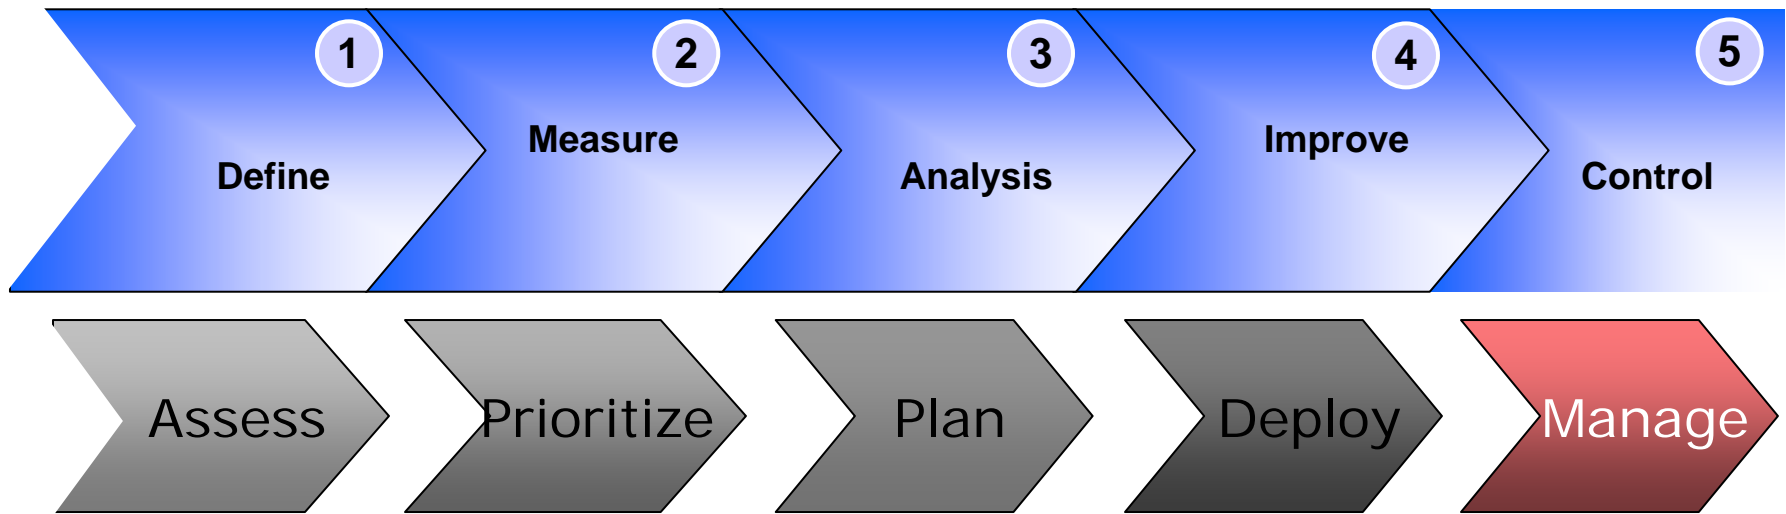 1
2
3
4
5
Define
Measure
Analysis
Improve
Control
Assess
Prioritize
Plan
Deploy
Manage